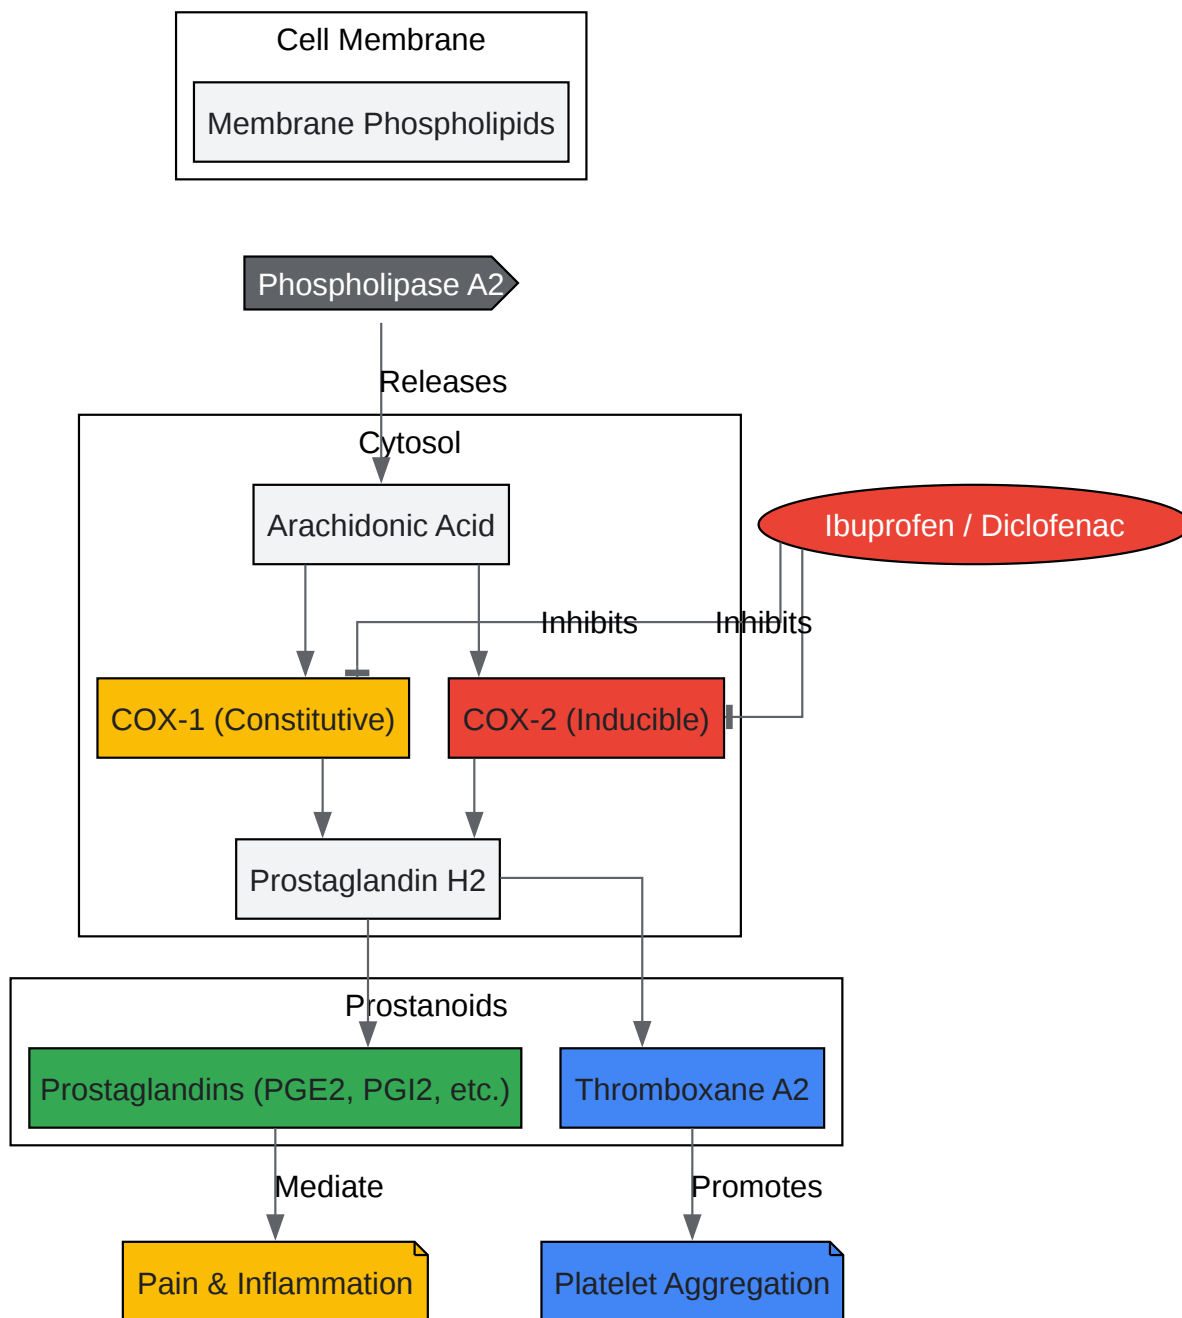 Cell Membrane
Membrane Phospholipids
Phospholipase A2
Releases
Cytosol
Arachidonic Acid
Ibuprofen / Diclofenac
Inhibits
Inhibits
COX-1 (Constitutive)
COX-2 (Inducible)
Prostaglandin H2
Prostanoids
Prostaglandins (PGE2, PGI2, etc.)
Thromboxane A2
Mediate
Promotes
Pain & Inflammation
Platelet Aggregation